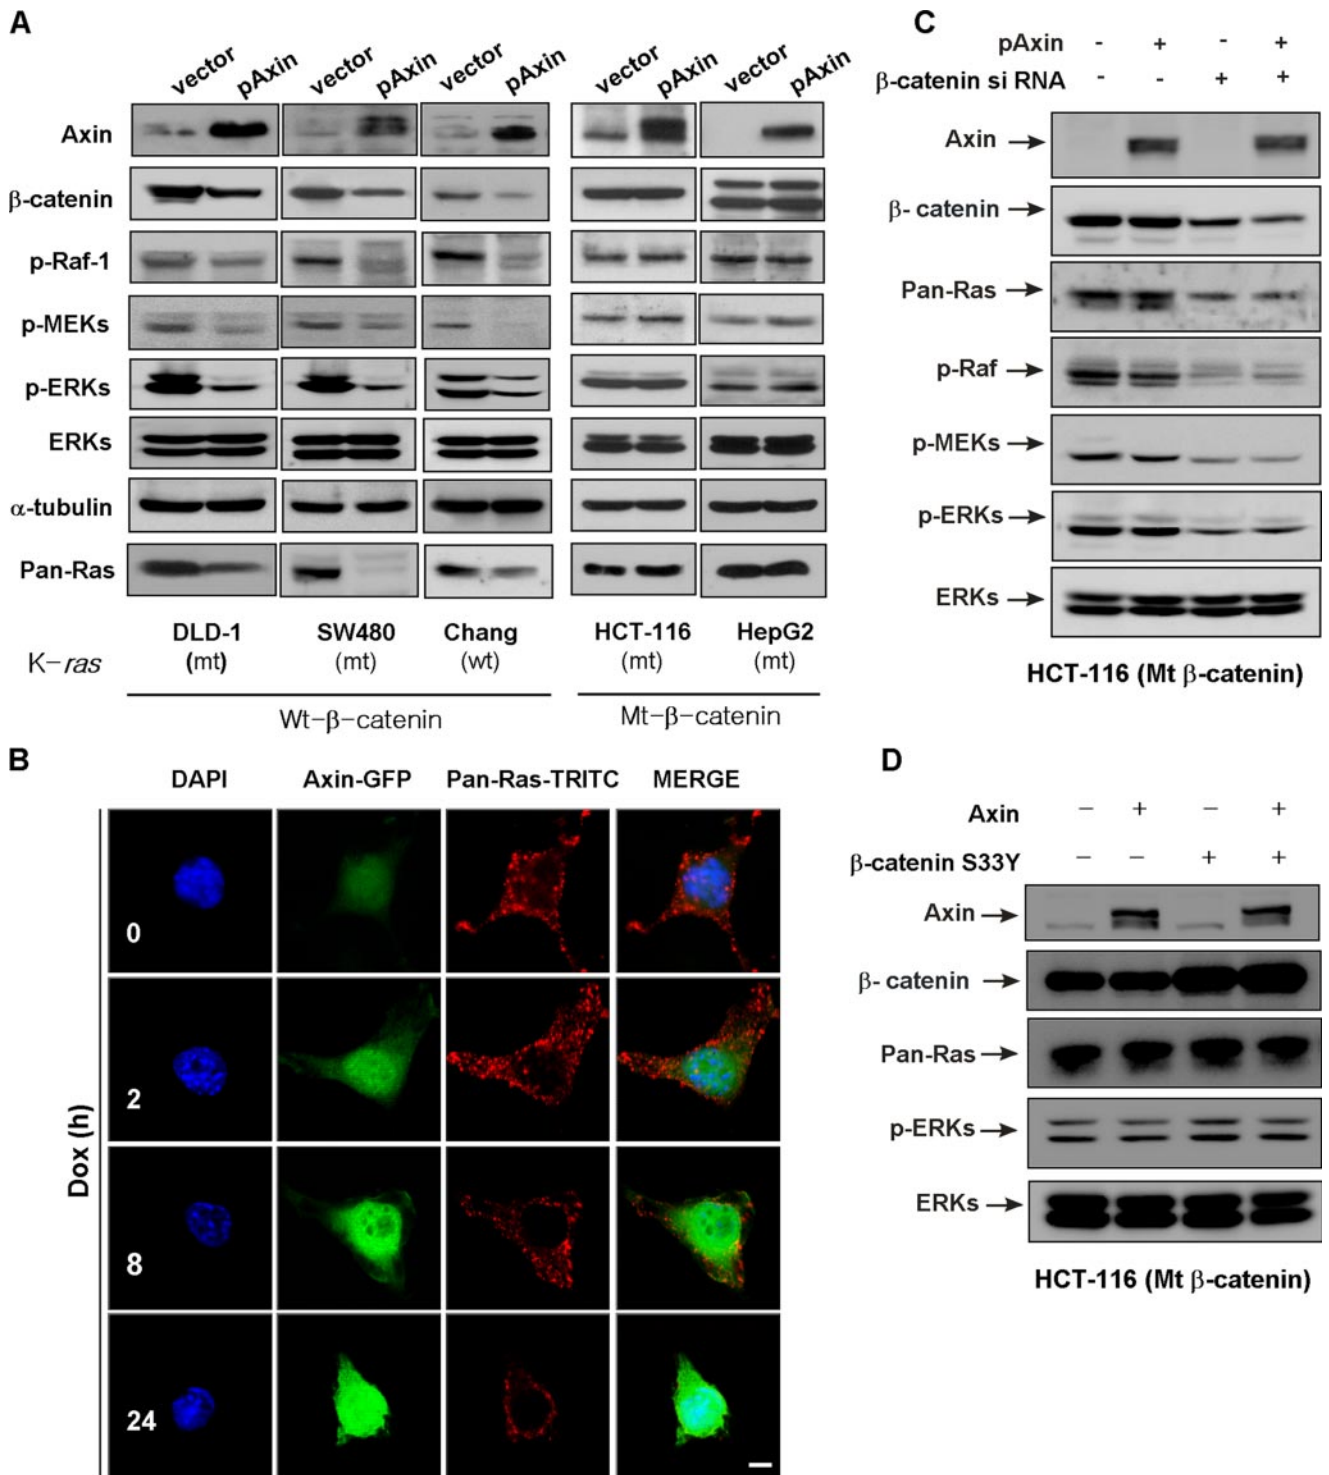 A
vector pAxin vector pAxin vector pAxin vector pAxin vector pAxin
Axin
β-catenin
p-Raf-1
p-MEKs
p-ERKs
ERKs
α-tubulin
Pan-Ras
DLD-1 SW480 Chang HCT-116 HepG2
K-ras (mt) (mt) (wt) (mt) (mt)
Wt-β-catenin Mt-β-catenin
B
DAPI Axin-GFP Pan-Ras-TRITC MERGE
Dox (h)
0
2
8
24
C
pAxin - + - +
β-catenin si RNA - - + +
Axin
β- catenin
Pan-Ras
p-Raf
p-MEKs
p-ERKs
ERKs
HCT-116 (Mt β-catenin)
D
Axin – + – +
β-catenin S33Y – – + +
Axin
β- catenin
Pan-Ras
p-ERKs
ERKs
HCT-116 (Mt β-catenin)